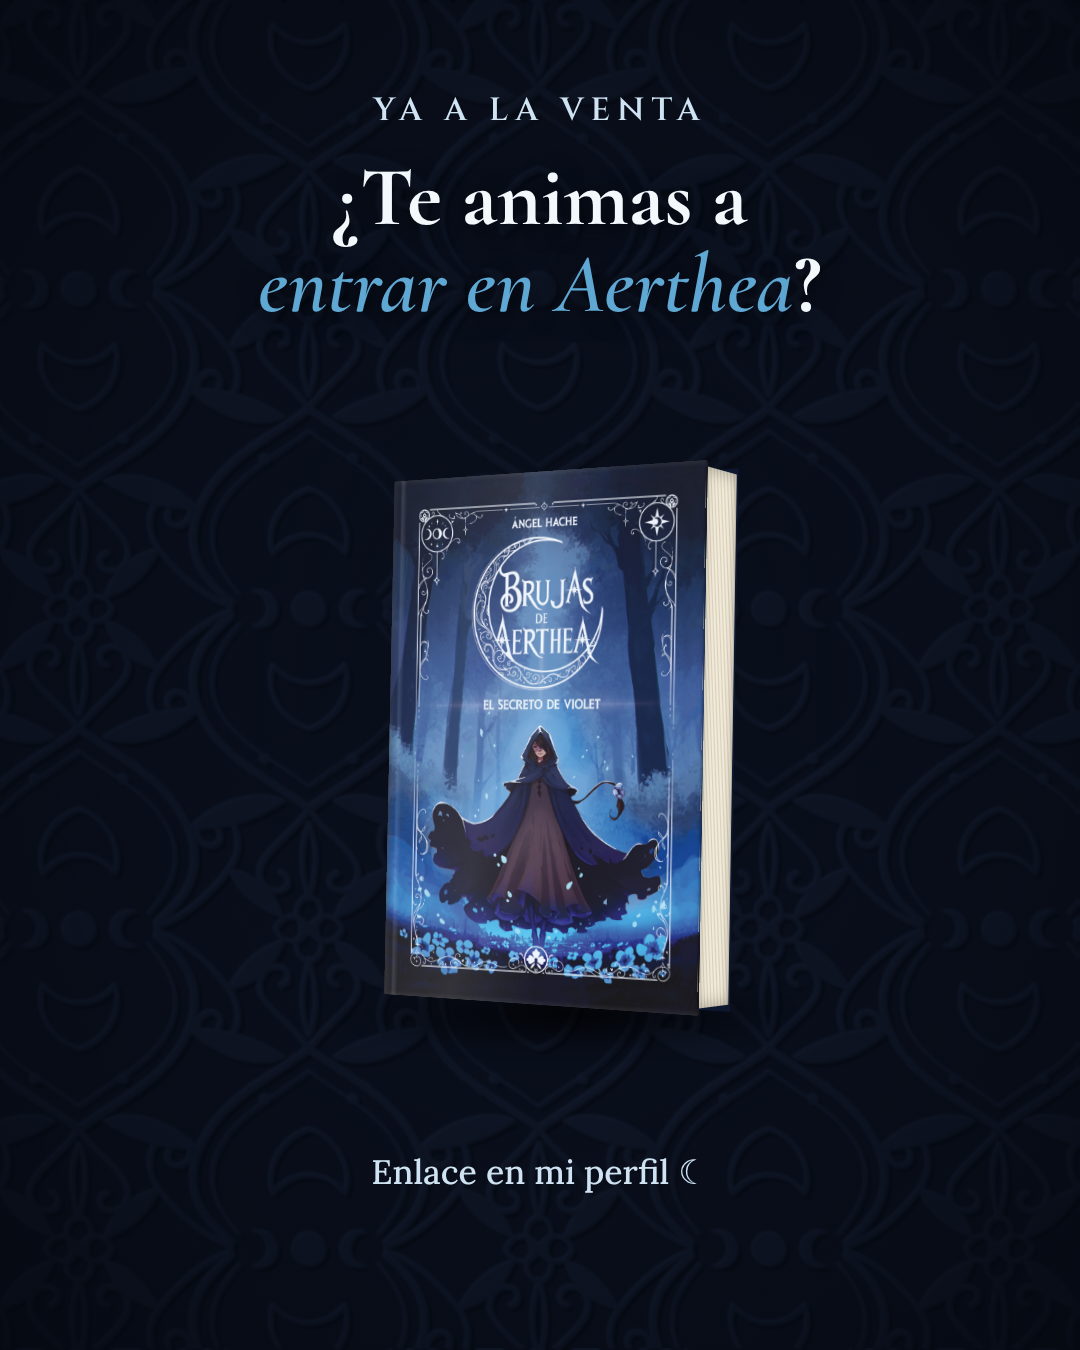 YA A LA VENTA
¿Te animas a
entrar en Aerthea?
ÁNGEL HACHE
BRUJAS
DE
AERTHEA
EL SECRETO DE VIOLET
Enlace en mi perfil ☾